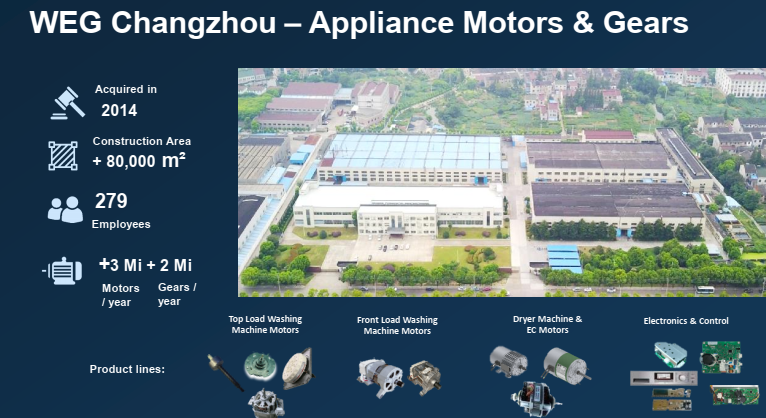 WEG Changzhou – Appliance Motors & Gears
Acquired in
2014
Construction Area
+ 80,000 m²
279
Employees
+3 Mi + 2 Mi
Motors
/ year
Gears /
year
Top Load Washing
Machine Motors
Front Load Washing
Machine Motors
Dryer Machine &
EC Motors
Electronics & Control
Product lines: